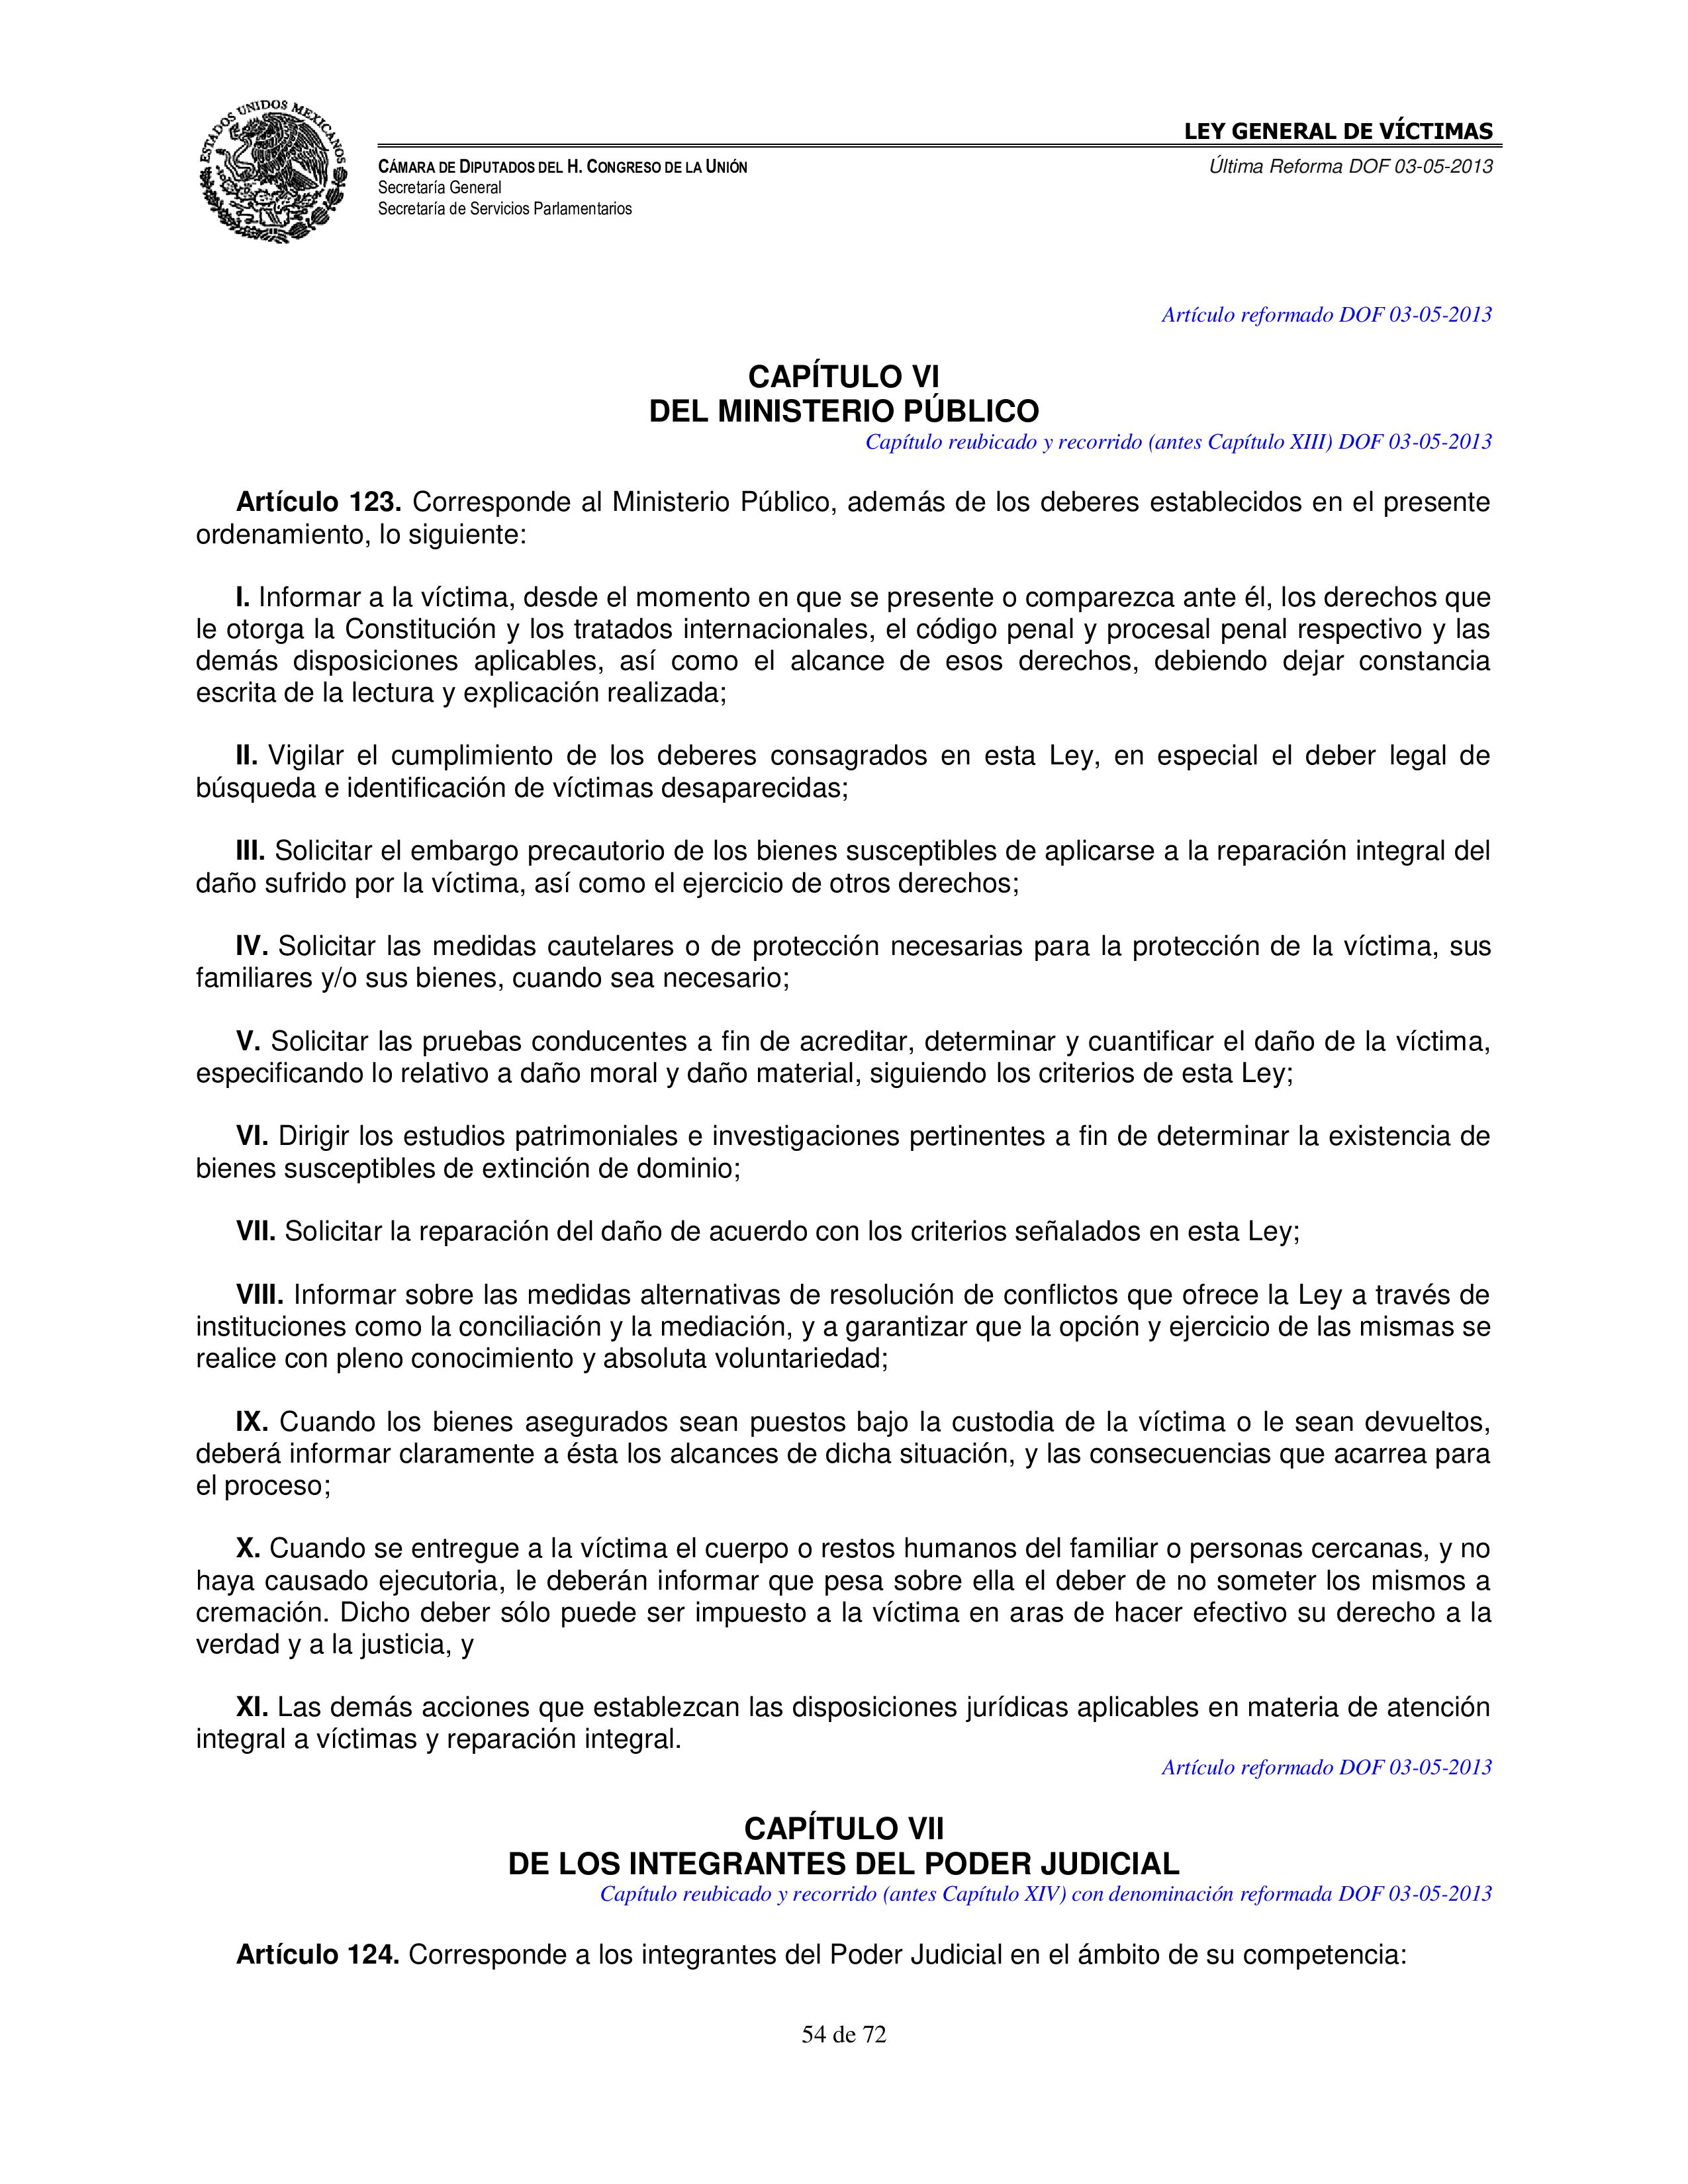 ESTADOS UNIDOS MEXICANOS
LEY GENERAL DE VÍCTIMAS
CÁMARA DE DIPUTADOS DEL H. CONGRESO DE LA UNIÓN
Última Reforma DOF 03-05-2013
Secretaría General
Secretaría de Servicios Parlamentarios
Artículo reformado DOF 03-05-2013
CAPÍTULO VI
DEL MINISTERIO PÚBLICO
Capítulo reubicado y recorrido (antes Capítulo XIII) DOF 03-05-2013
Artículo 123. Corresponde al Ministerio Público, además de los deberes establecidos en el presente
ordenamiento, lo siguiente:
I. Informar a la víctima, desde el momento en que se presente o comparezca ante él, los derechos que
le otorga la Constitución y los tratados internacionales, el código penal y procesal penal respectivo y las
demás disposiciones aplicables, así como el alcance de esos derechos, debiendo dejar constancia
escrita de la lectura y explicación realizada;
II. Vigilar el cumplimiento de los deberes consagrados en esta Ley, en especial el deber legal de
búsqueda e identificación de víctimas desaparecidas;
III. Solicitar el embargo precautorio de los bienes susceptibles de aplicarse a la reparación integral del
daño sufrido por la víctima, así como el ejercicio de otros derechos;
IV. Solicitar las medidas cautelares o de protección necesarias para la protección de la víctima, sus
familiares y/o sus bienes, cuando sea necesario;
V. Solicitar las pruebas conducentes a fin de acreditar, determinar y cuantificar el daño de la víctima,
especificando lo relativo a daño moral y daño material, siguiendo los criterios de esta Ley;
VI. Dirigir los estudios patrimoniales e investigaciones pertinentes a fin de determinar la existencia de
bienes susceptibles de extinción de dominio;
VII. Solicitar la reparación del daño de acuerdo con los criterios señalados en esta Ley;
VIII. Informar sobre las medidas alternativas de resolución de conflictos que ofrece la Ley a través de
instituciones como la conciliación y la mediación, y a garantizar que la opción y ejercicio de las mismas se
realice con pleno conocimiento y absoluta voluntariedad;
IX. Cuando los bienes asegurados sean puestos bajo la custodia de la víctima o le sean devueltos,
deberá informar claramente a ésta los alcances de dicha situación, y las consecuencias que acarrea para
el proceso;
X. Cuando se entregue a la víctima el cuerpo o restos humanos del familiar o personas cercanas, y no
haya causado ejecutoria, le deberán informar que pesa sobre ella el deber de no someter los mismos a
cremación. Dicho deber sólo puede ser impuesto a la víctima en aras de hacer efectivo su derecho a la
verdad y a la justicia, y
XI. Las demás acciones que establezcan las disposiciones jurídicas aplicables en materia de atención
integral a víctimas y reparación integral.
Artículo reformado DOF 03-05-2013
CAPÍTULO VII
DE LOS INTEGRANTES DEL PODER JUDICIAL
Capítulo reubicado y recorrido (antes Capítulo XIV) con denominación reformada DOF 03-05-2013
Artículo 124. Corresponde a los integrantes del Poder Judicial en el ámbito de su competencia:
54 de 72